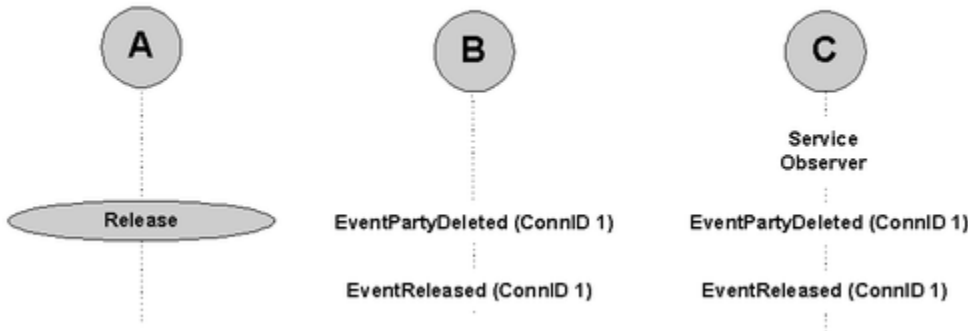 A
B
C
Service
Observer
Release
EventPartyDeleted (ConnID 1)
EventPartyDeleted (ConnID 1)
EventReleased (ConnID 1)
EventReleased (ConnID 1)